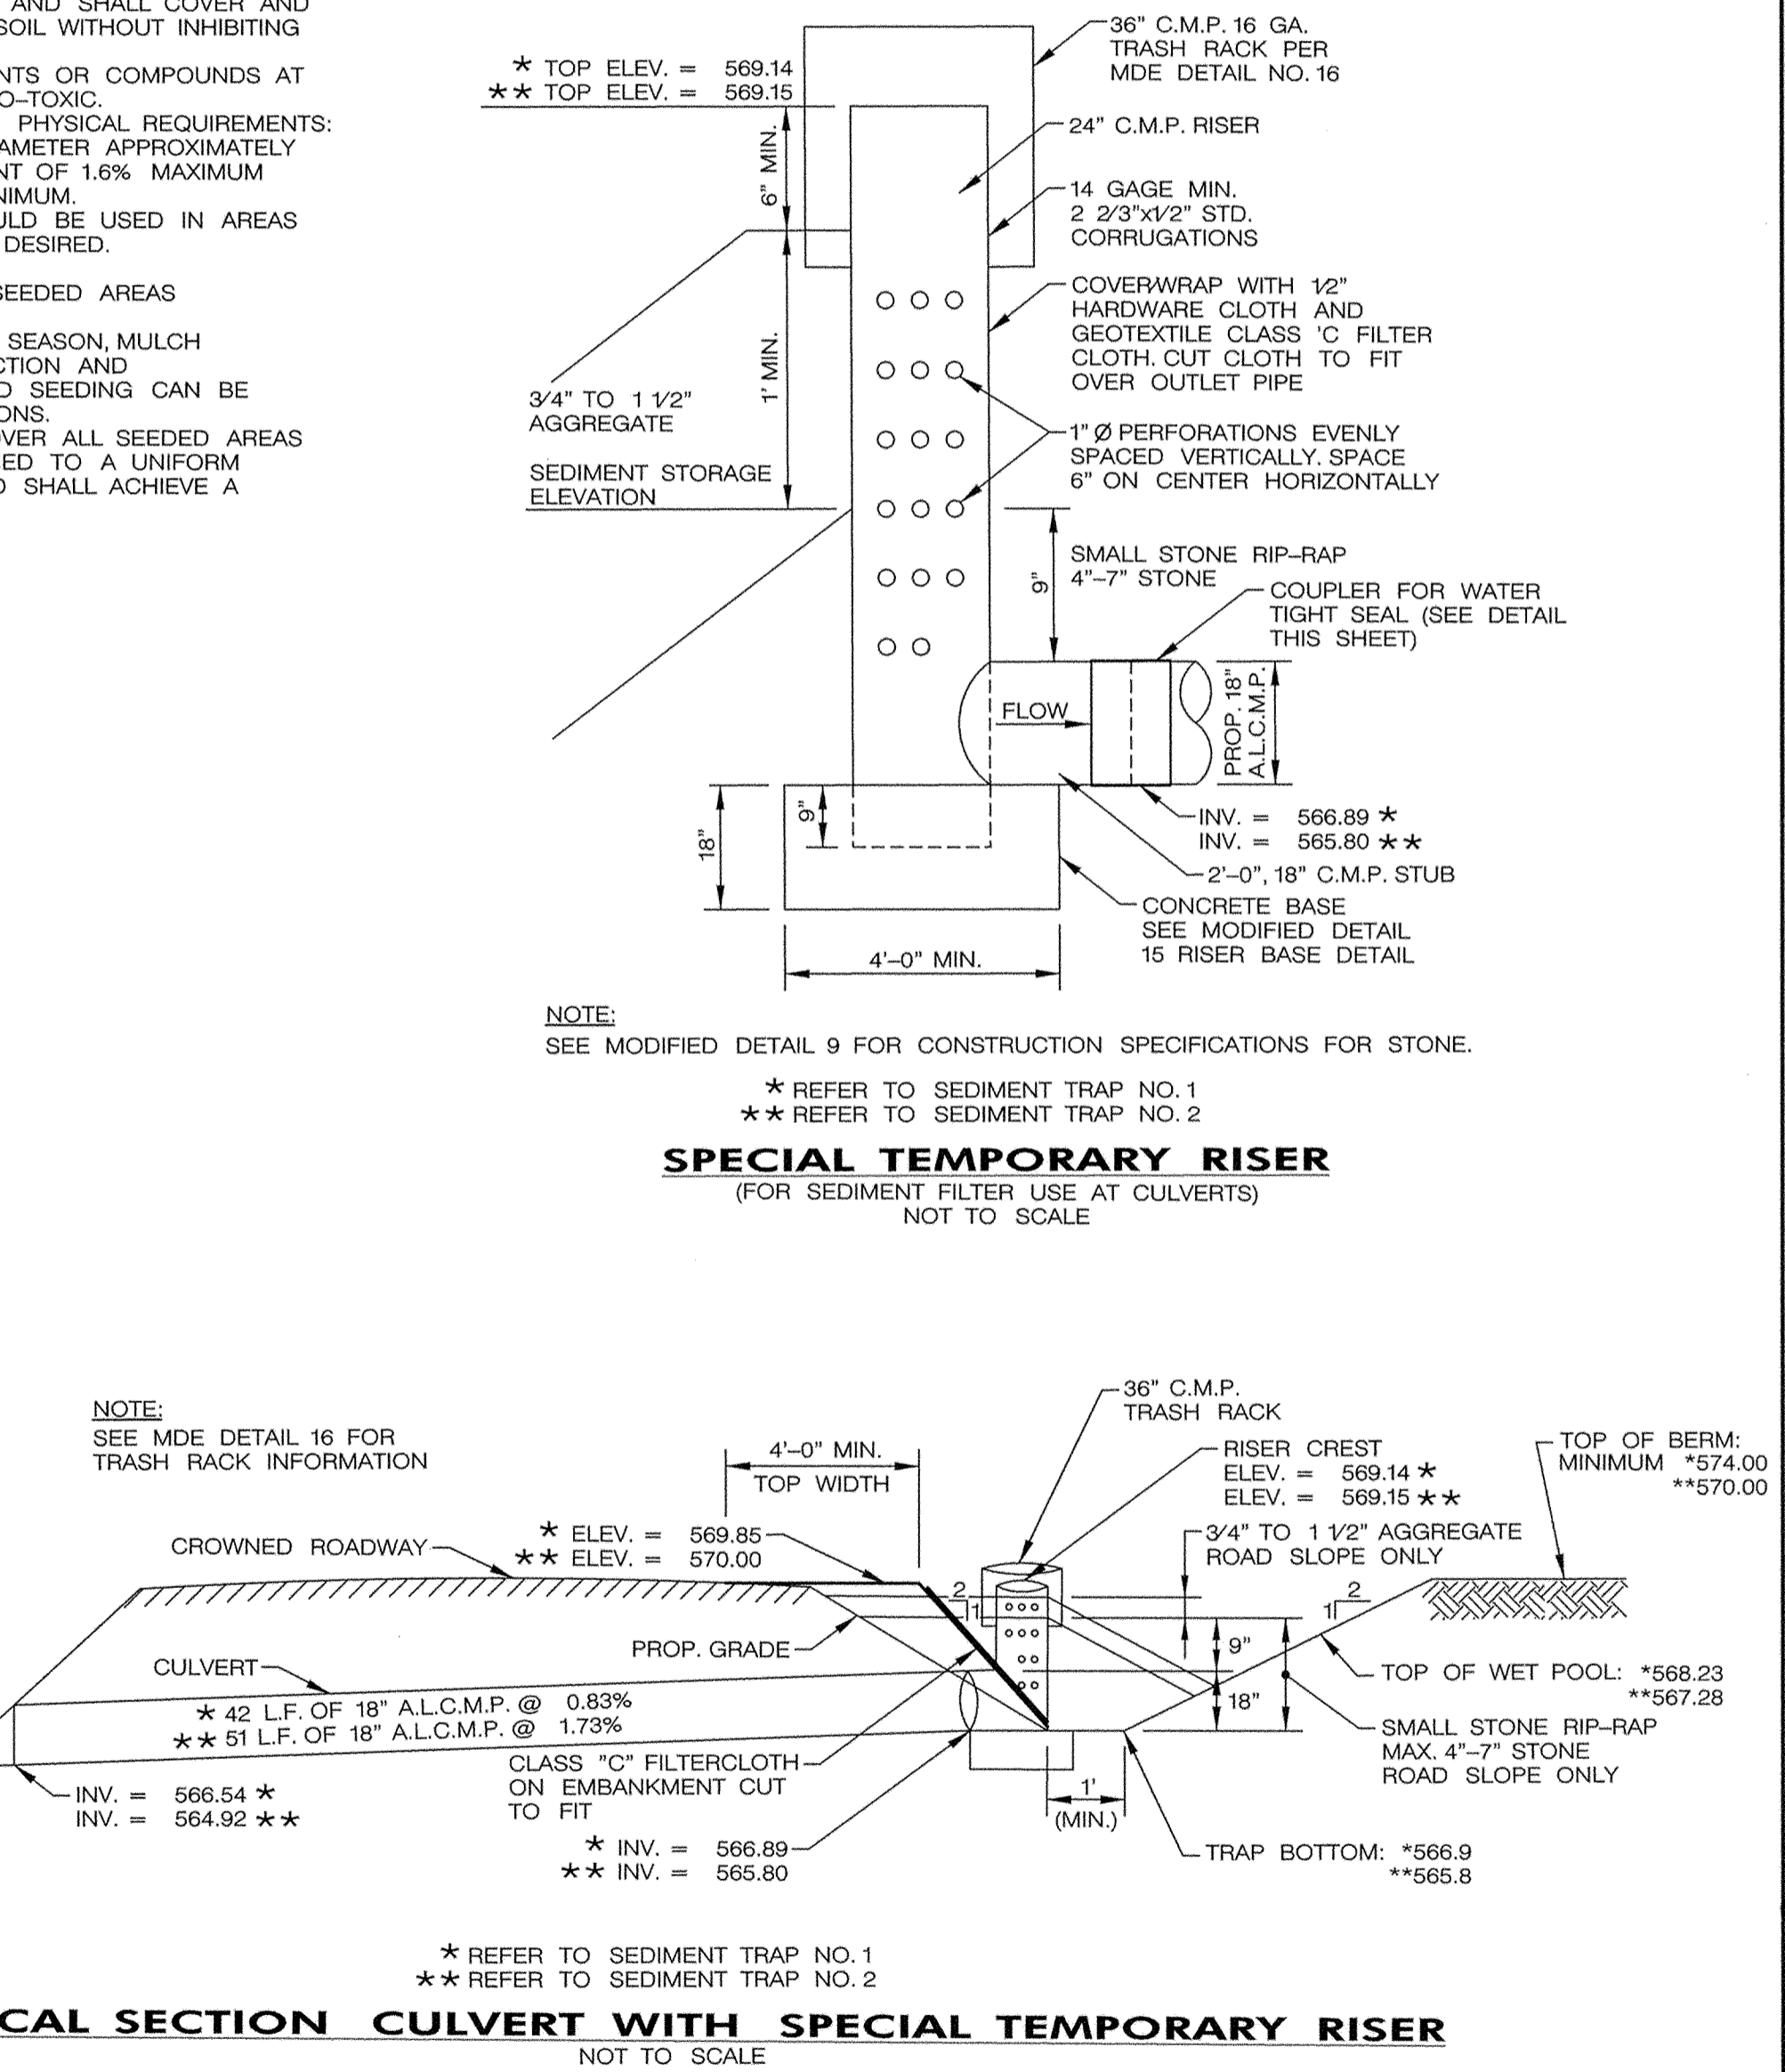 AND SHALL COVER AND
SOIL WITHOUT INHIBITING
NTS OR COMPOUNDS AT
O-TOXIC.
PHYSICAL REQUIREMENTS:
AMETER APPROXIMATELY
NT OF 1.6% MAXIMUM
NIMUM.
ULD BE USED IN AREAS
DESIRED.
SEEDED AREAS
SEASON, MULCH
CTION AND
D SEEDING CAN BE
ONS.
OVER ALL SEEDED AREAS
ED TO A UNIFORM
D SHALL ACHIEVE A
* TOP ELEV. = 569.14
** TOP ELEV. = 569.15
6" MIN.
1' MIN.
3/4" TO 1 1/2"
AGGREGATE
SEDIMENT STORAGE
ELEVATION
36" C.M.P. 16 GA.
TRASH RACK PER
MDE DETAIL NO. 16
24" C.M.P. RISER
14 GAGE MIN.
2 2/3"x1/2" STD.
CORRUGATIONS
COVER/WRAP WITH 1/2"
HARDWARE CLOTH AND
GEOTEXTILE CLASS 'C FILTER
CLOTH. CUT CLOTH TO FIT
OVER OUTLET PIPE
1" Ø PERFORATIONS EVENLY
SPACED VERTICALLY. SPACE
6" ON CENTER HORIZONTALLY
9"
SMALL STONE RIP-RAP
4"-7" STONE
COUPLER FOR WATER
TIGHT SEAL (SEE DETAIL
THIS SHEET)
FLOW
PROP. 18"
A.L.C.M.P.
18"
9"
INV. = 566.89 *
INV. = 565.80 **
2'-0", 18" C.M.P. STUB
CONCRETE BASE
SEE MODIFIED DETAIL
15 RISER BASE DETAIL
4'-0" MIN.
NOTE:
SEE MODIFIED DETAIL 9 FOR CONSTRUCTION SPECIFICATIONS FOR STONE.
* REFER TO SEDIMENT TRAP NO. 1
** REFER TO SEDIMENT TRAP NO. 2
SPECIAL TEMPORARY RISER
(FOR SEDIMENT FILTER USE AT CULVERTS)
NOT TO SCALE
NOTE:
SEE MDE DETAIL 16 FOR
TRASH RACK INFORMATION
4'-0" MIN.
TOP WIDTH
36" C.M.P.
TRASH RACK
RISER CREST
ELEV. = 569.14 *
ELEV. = 569.15 **
TOP OF BERM:
MINIMUM *574.00
**570.00
CROWNED ROADWAY
* ELEV. = 569.85
** ELEV. = 570.00
3/4" TO 1 1/2" AGGREGATE
ROAD SLOPE ONLY
2
1
2
1
PROP. GRADE
9"
18"
CULVERT
* 42 L.F. OF 18" A.L.C.M.P. @ 0.83%
** 51 L.F. OF 18" A.L.C.M.P. @ 1.73%
TOP OF WET POOL: *568.23
**567.28
SMALL STONE RIP-RAP
MAX. 4"-7" STONE
ROAD SLOPE ONLY
CLASS "C" FILTERCLOTH
ON EMBANKMENT CUT
TO FIT
INV. = 566.54 *
INV. = 564.92 **
1'
(MIN.)
* INV. = 566.89
** INV. = 565.80
TRAP BOTTOM: *566.9
**565.8
* REFER TO SEDIMENT TRAP NO. 1
** REFER TO SEDIMENT TRAP NO. 2
CAL SECTION CULVERT WITH SPECIAL TEMPORARY RISER
NOT TO SCALE